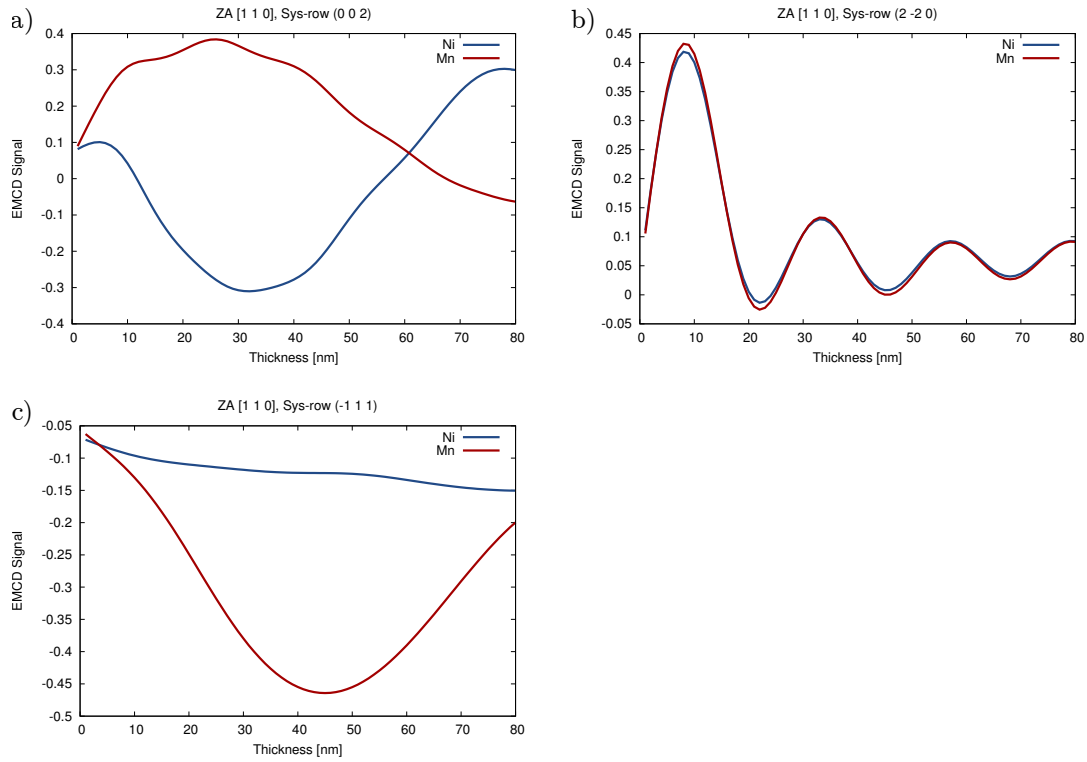 a)
ZA [1 1 0], Sys-row (0 0 2)
EMCD Signal
0.4
0.3
0.2
0.1
0
-0.1
-0.2
-0.3
-0.4
Ni
Mn
0 10 20 30 40 50 60 70 80
Thickness [nm]
b)
ZA [1 1 0], Sys-row (2 -2 0)
EMCD Signal
0.45
0.4
0.35
0.3
0.25
0.2
0.15
0.1
0.05
0
-0.05
Ni
Mn
0 10 20 30 40 50 60 70 80
Thickness [nm]
c)
ZA [1 1 0], Sys-row (-1 1 1)
EMCD Signal
-0.05
-0.1
-0.15
-0.2
-0.25
-0.3
-0.35
-0.4
-0.45
-0.5
Ni
Mn
0 10 20 30 40 50 60 70 80
Thickness [nm]